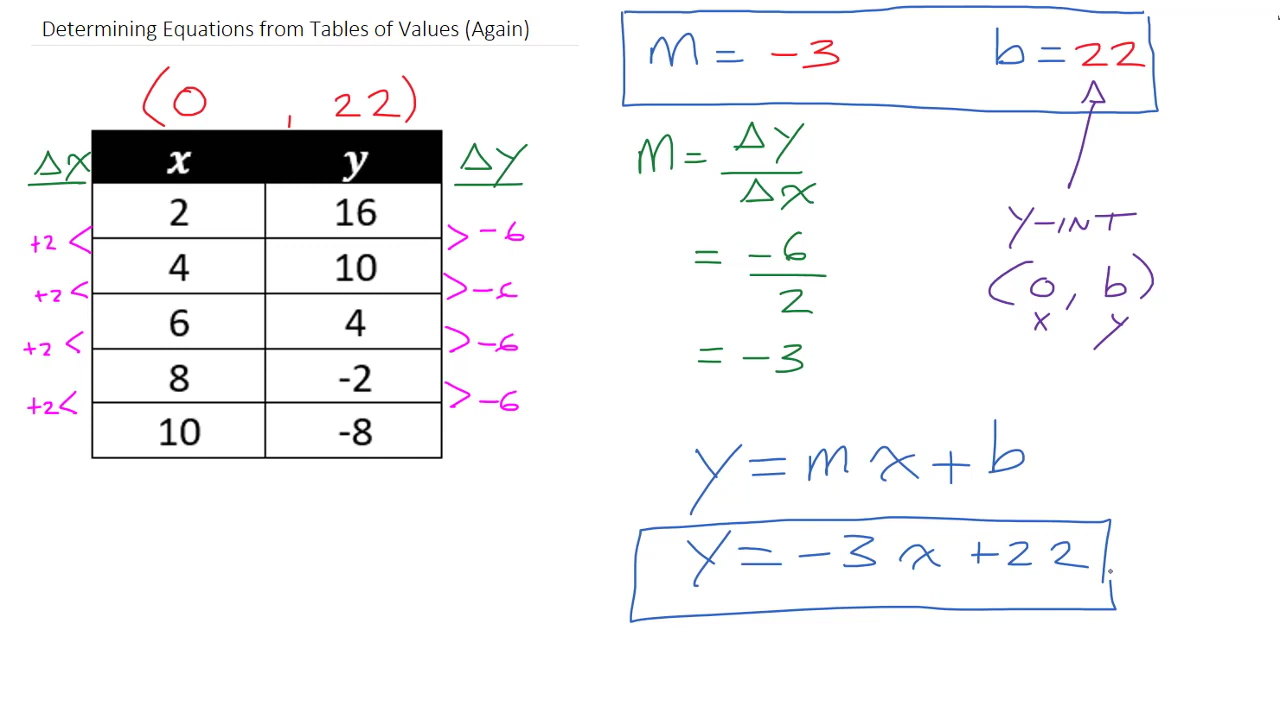 Determining Equations from Tables of Values (Again)
(0 , 22)
Δx x y Δy
2 16
+2 < > -6
4 10
+2 <
6 4
+2 < > -6
8 -2
+2 < > -6
10 -8
m = -3 b = 22
m = Δy
Δx
= -6
2
= -3
y-INT
(0, b)
x y
y = mx + b
y = -3x + 22